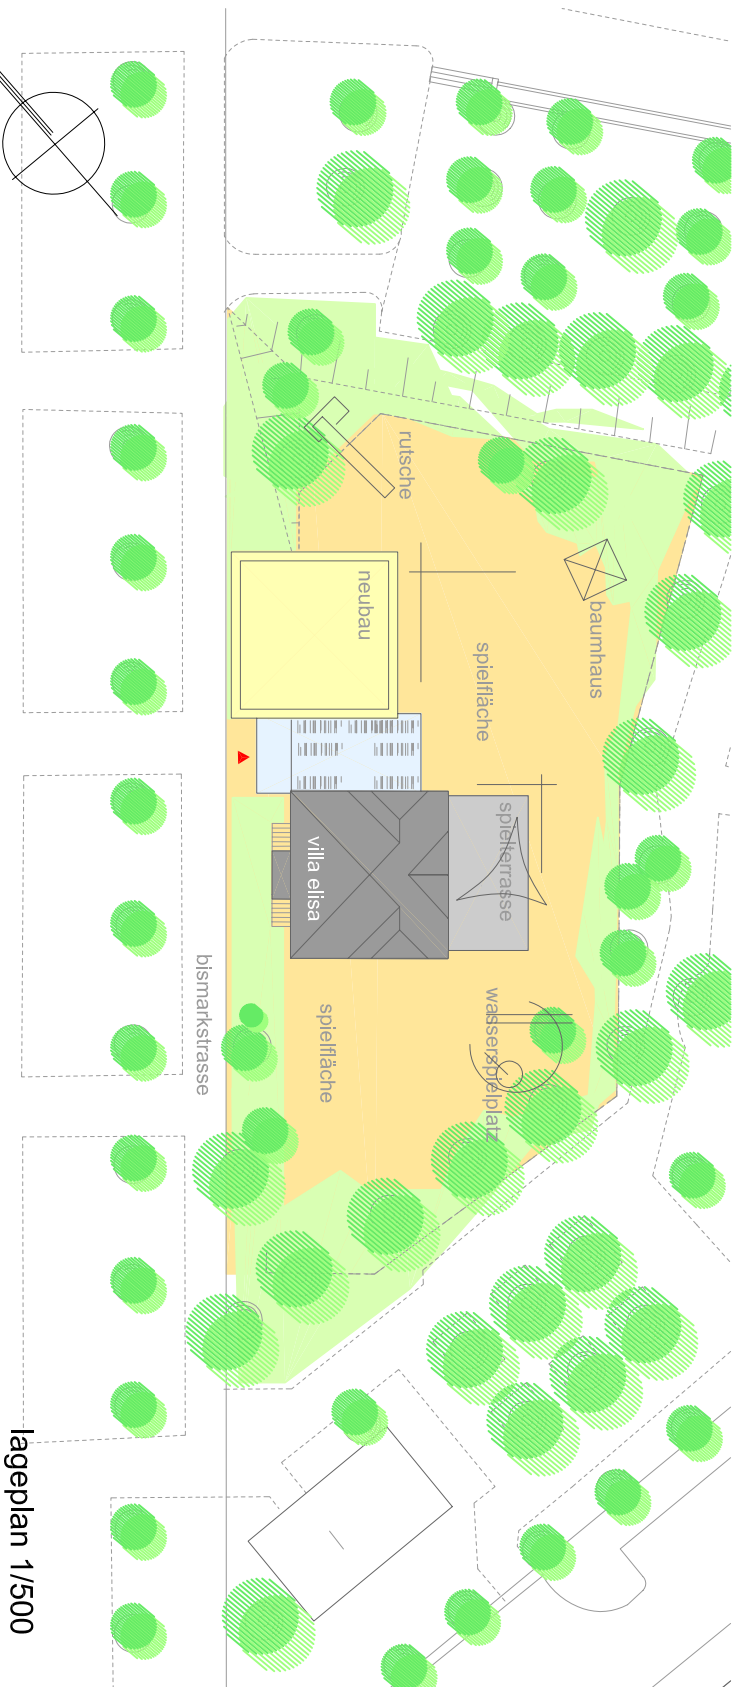 rutsche
neubau
baumhaus
spielfläche
spielterrasse
villa elisa
wasserspielplatz
spielfläche
bismarkstrasse
lageplan 1/500